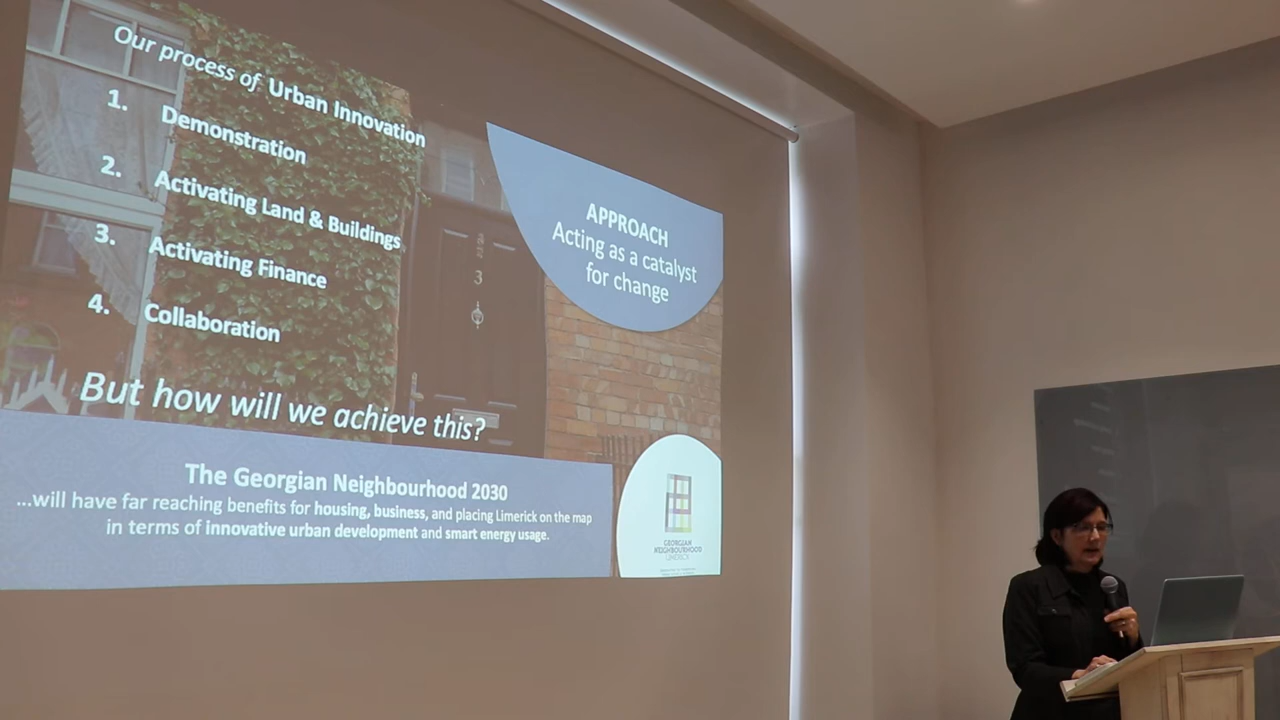 Our process of Urban Innovation
1. Demonstration
2. Activating Land & Buildings
3. Activating Finance
4. Collaboration
But how will we achieve this?
APPROACH
Acting as a catalyst
for change
3
The Georgian Neighbourhood 2030
...will have far reaching benefits for housing, business, and placing Limerick on the map
in terms of innovative urban development and smart energy usage.
GEORGIAN
NEIGHBOURHOOD
LIMERICK